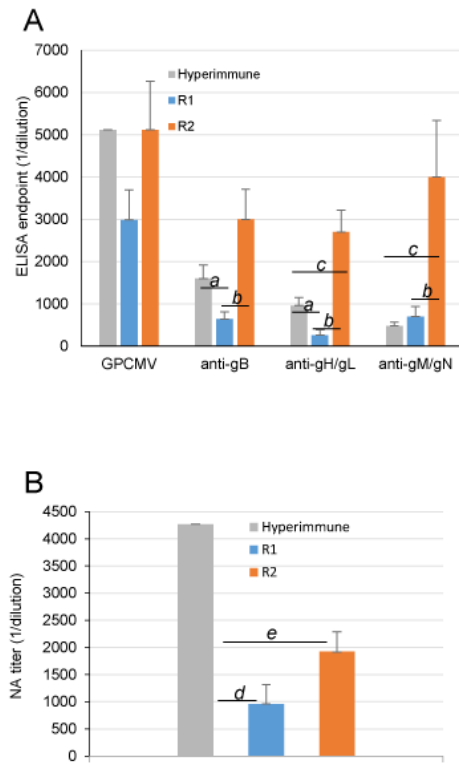 A
7000
6000
5000
4000
3000
2000
1000
0
ELISA endpoint (1/dilution)
Hyperimmune
R1
R2
a
b
c
a
b
c
b
GPCMV
anti-gB
anti-gH/gL
anti-gM/gN
B
4500
4000
3500
3000
2500
2000
1500
1000
500
0
NA titer (1/dilution)
Hyperimmune
R1
R2
e
d